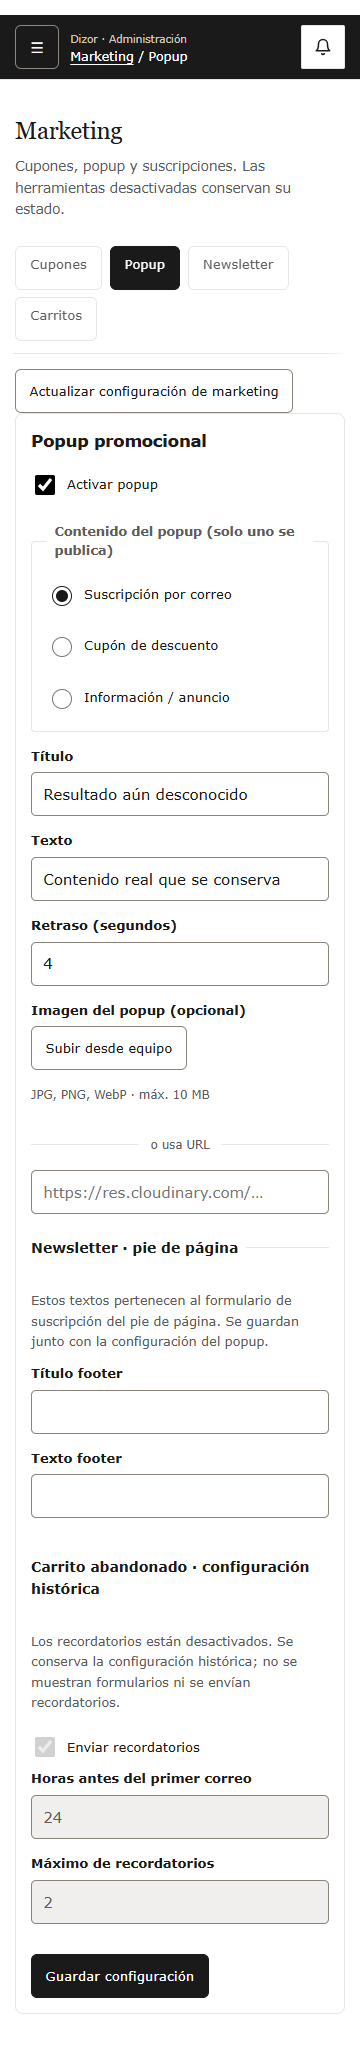 Dizor · Administración
Marketing / Popup
Marketing
Cupones, popup y suscripciones. Las
herramientas desactivadas conservan su
estado.
Cupones
Popup
Newsletter
Carritos
Actualizar configuración de marketing
Popup promocional
Activar popup
Contenido del popup (solo uno se
publica)
Suscripción por correo
Cupón de descuento
Información / anuncio
Título
Resultado aún desconocido
Texto
Contenido real que se conserva
Retraso (segundos)
4
Imagen del popup (opcional)
Subir desde equipo
JPG, PNG, WebP · máx. 10 MB
o usa URL
https://res.cloudinary.com/...
Newsletter · pie de página
Estos textos pertenecen al formulario de
suscripción del pie de página. Se guardan
junto con la configuración del popup.
Título footer
Texto footer
Carrito abandonado · configuración
histórica
Los recordatorios están desactivados. Se
conserva la configuración histórica; no se
muestran formularios ni se envían
recordatorios.
Enviar recordatorios
Horas antes del primer correo
24
Máximo de recordatorios
2
Guardar configuración